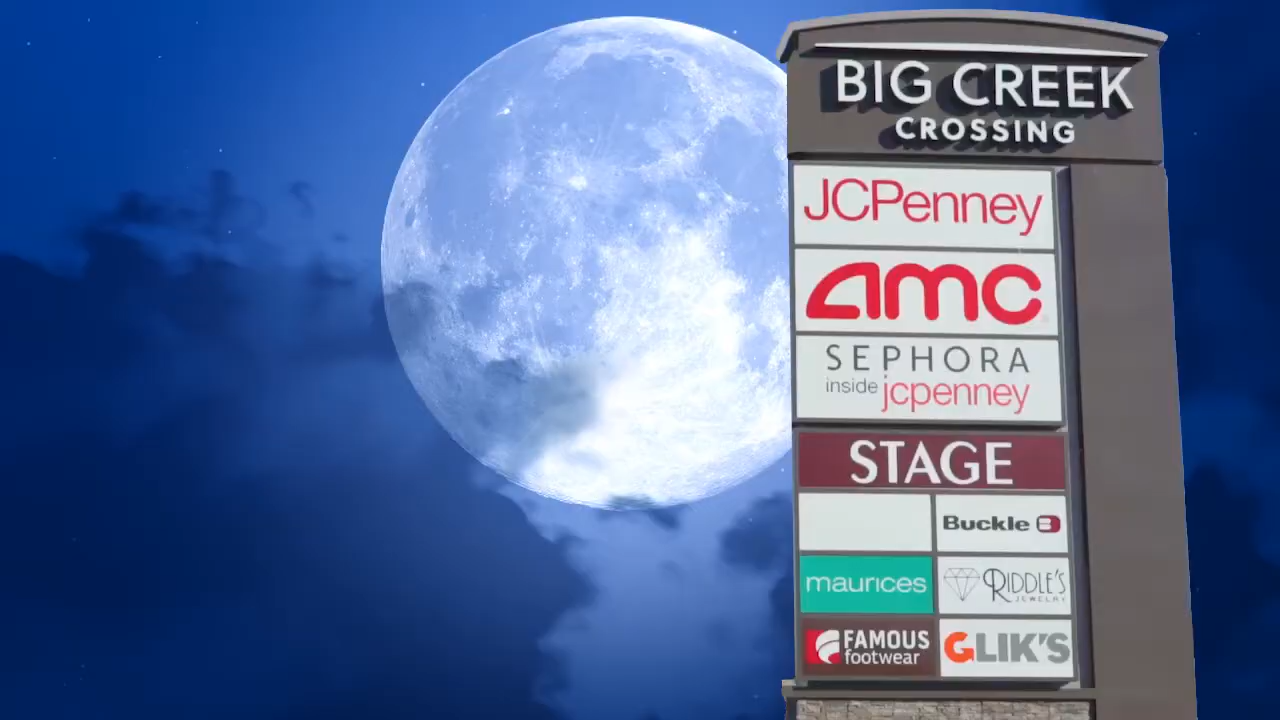 BIG CREEK
CROSSING
JCPenney
amc
SEPHORA
inside jcpenney
STAGE
Buckle B
maurices
RIDDLE'S
JEWELRY
FAMOUS
footwear
GLIK'S